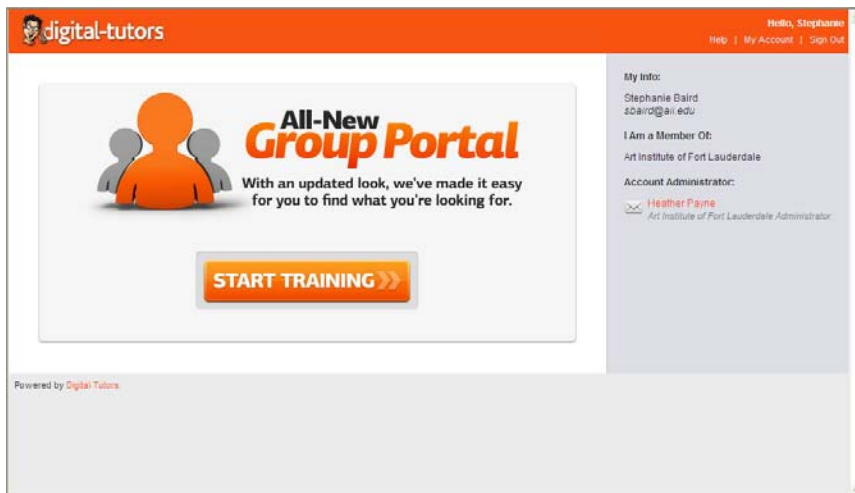 digital-tutors
Hello, Stephanie
Help | My Account | Sign Out
All-New
Group Portal
With an updated look, we've made it easy
for you to find what you're looking for.
START TRAINING
My Info:
Stephanie Baird
sbaird@aii.edu
I Am a Member Of:
Art Institute of Fort Lauderdale
Account Administrator:
Heather Payne
Art Institute of Fort Lauderdale Administrator
Powered by Digital Tutors